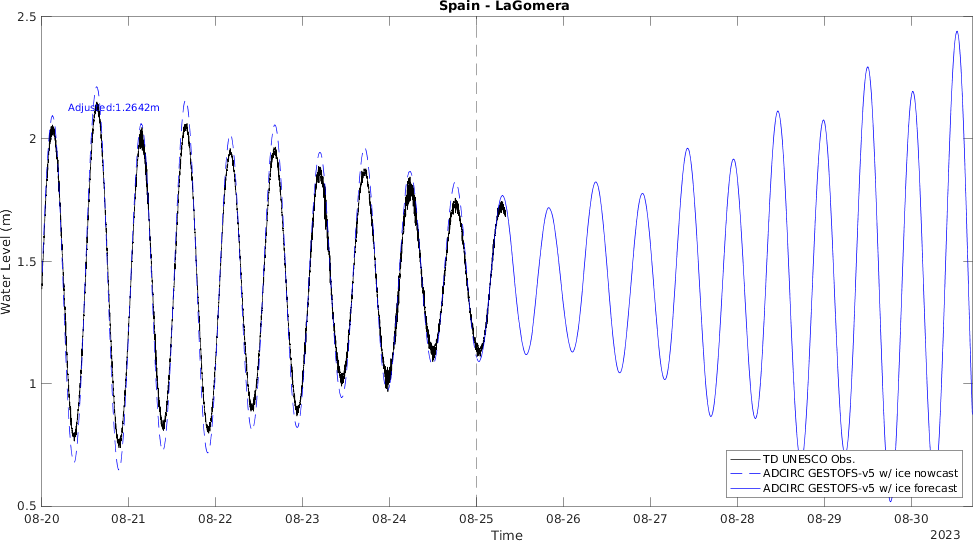 Spain - LaGomera
2.5
2
1.5
1
0.5
Water Level (m)
Adjusted:1.2642m
08-20
08-21
08-22
08-23
08-24
08-25
08-26
08-27
08-28
08-29
08-30
Time
2023
TD UNESCO Obs.
ADCIRC GESTOFS-v5 w/ ice nowcast
ADCIRC GESTOFS-v5 w/ ice forecast